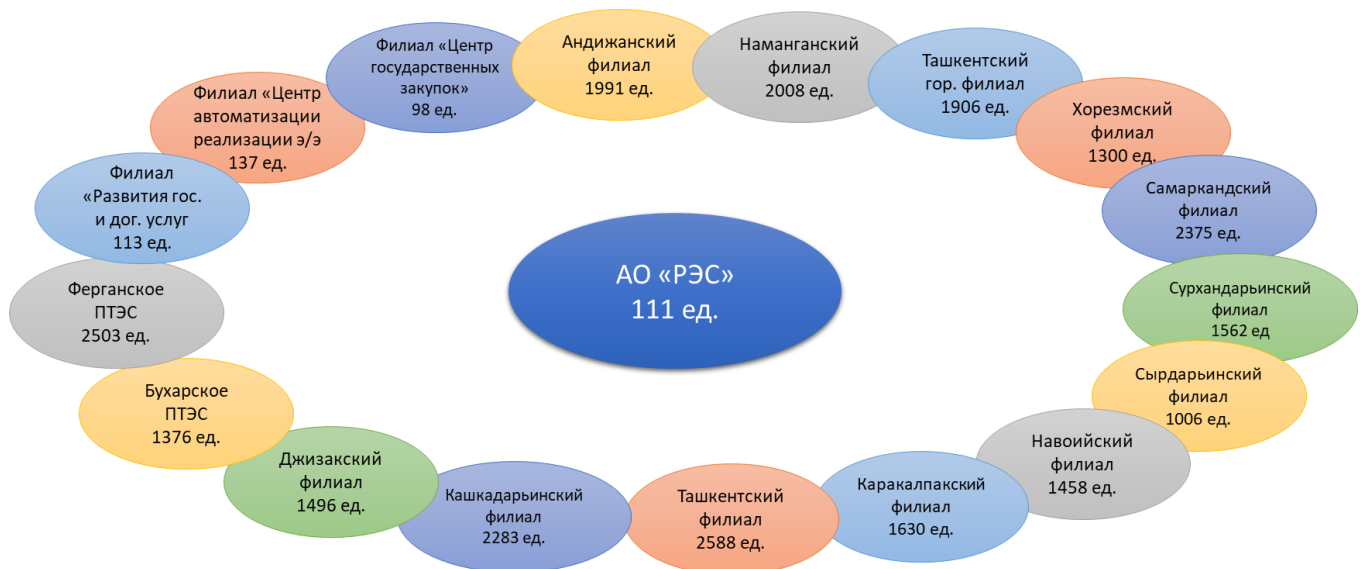 Филиал «Центр
государственных
закупок»
98 ед.
Андижанский
филиал
1991 ед.
Наманганский
филиал
2008 ед.
Ташкентский
гор. филиал
1906 ед.
Хорезмский
филиал
1300 ед.
Самаркандский
филиал
2375 ед.
Сурхандарьинский
филиал
1562 ед
Сырдарьинский
филиал
1006 ед.
Навоийский
филиал
1458 ед.
Каракалпакский
филиал
1630 ед.
Ташкентский
филиал
2588 ед.
Кашкадарьинский
филиал
2283 ед.
Джизакский
филиал
1496 ед.
Бухарское
ПТЭС
1376 ед.
Ферганское
ПТЭС
2503 ед.
Филиал
«Развития гос.
и дог. услуг
113 ед.
Филиал «Центр
автоматизации
реализации э/э
137 ед.
АО «РЭС»
111 ед.